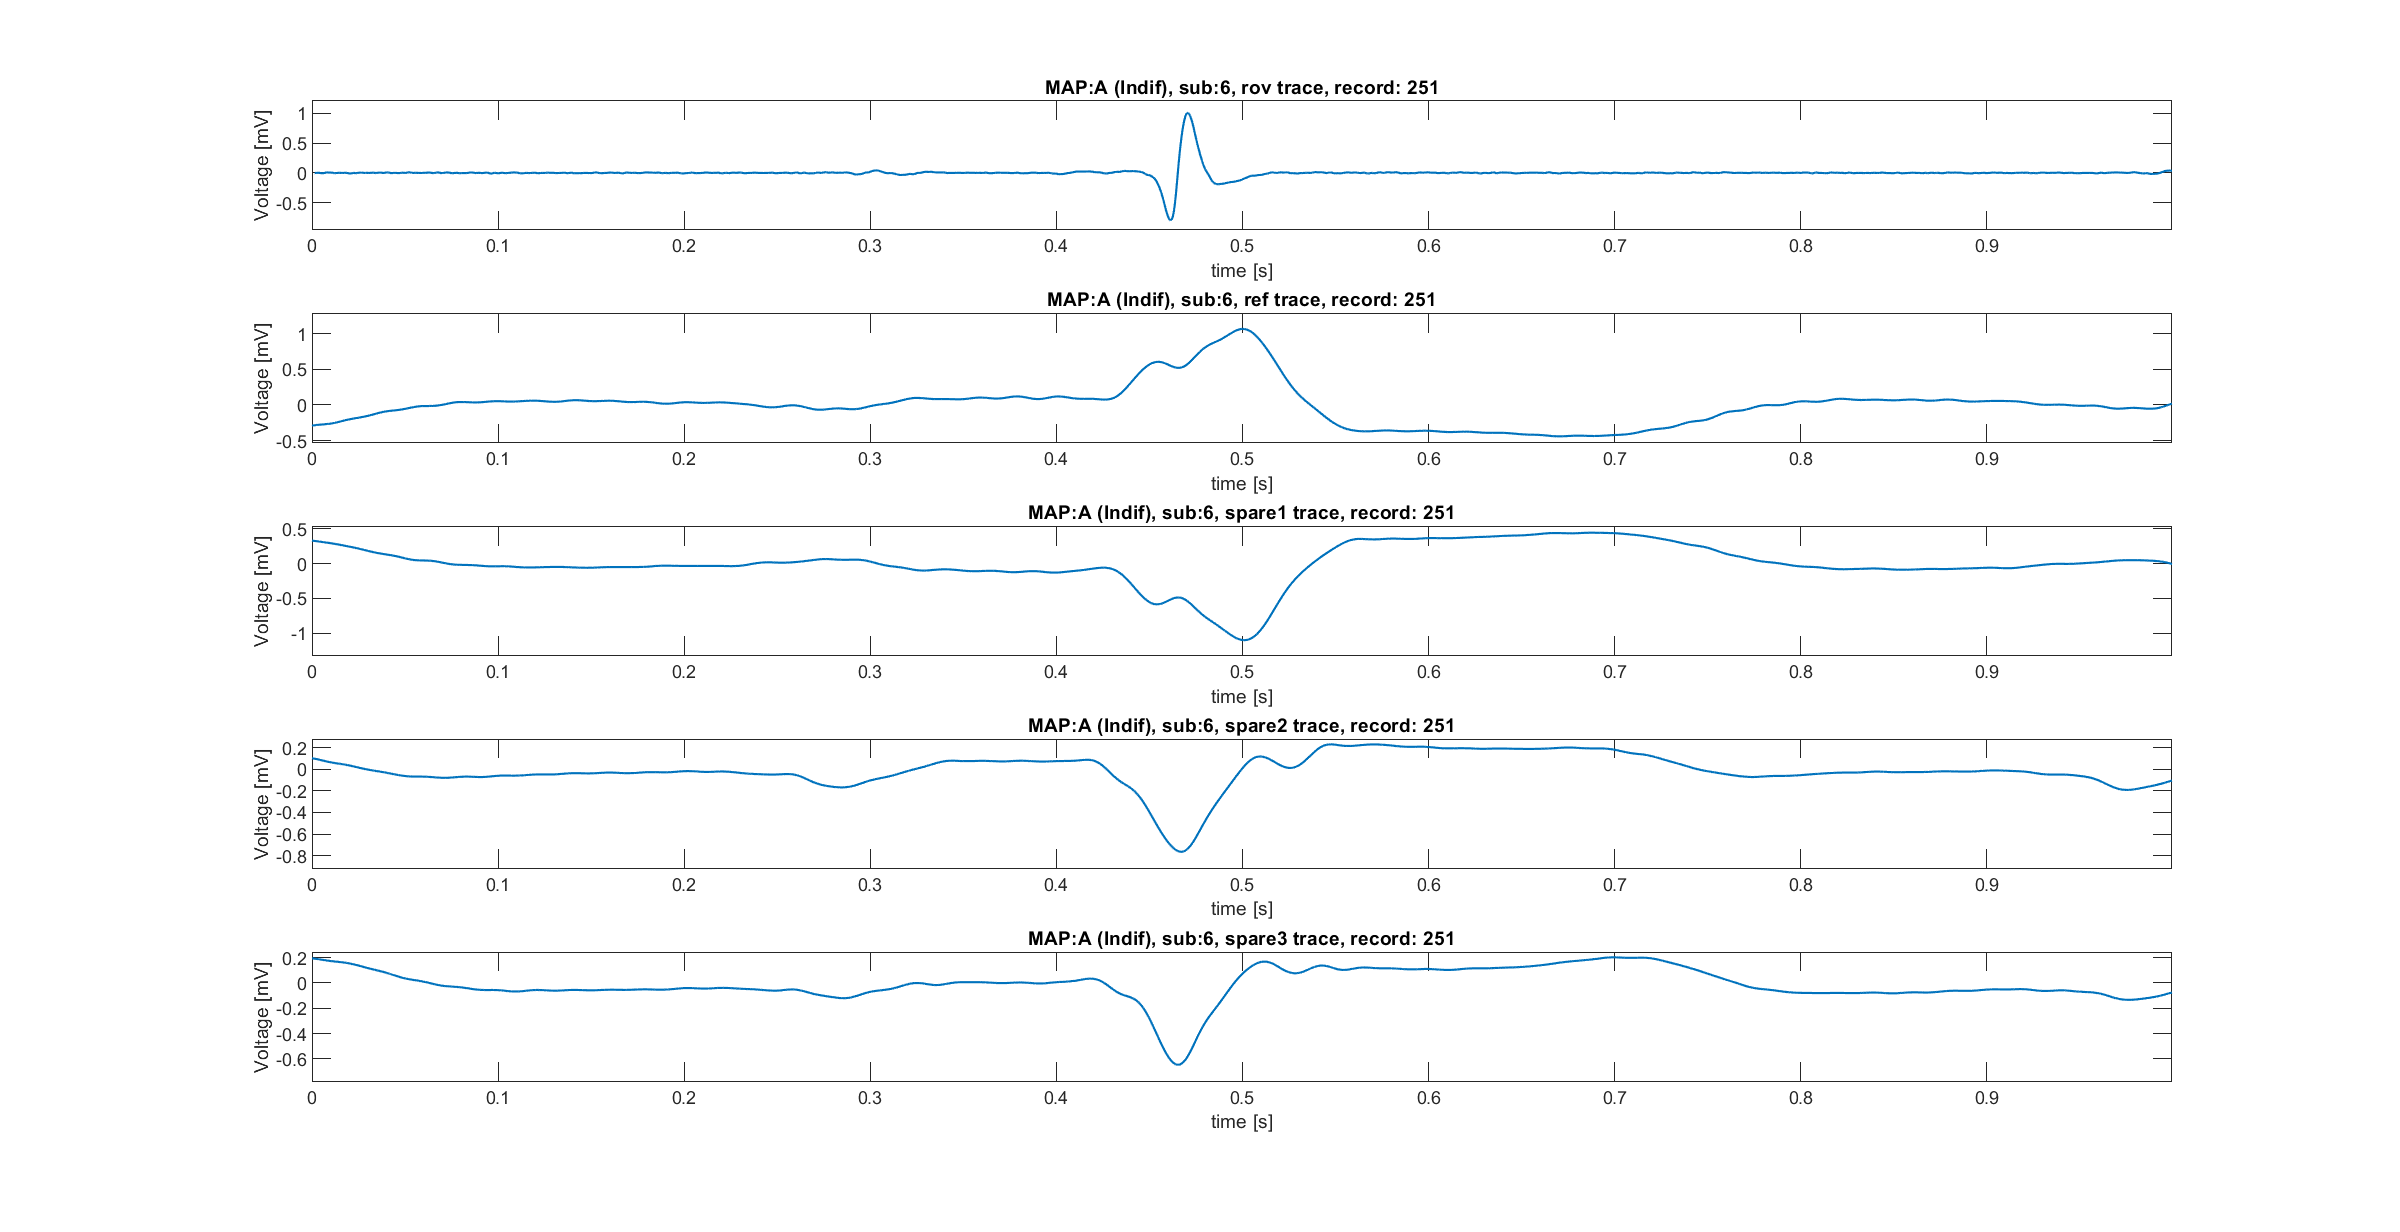 MAP:A (Indif), sub:6, rov trace, record: 251
Voltage [mV]
1
0.5
0
-0.5
0 0.1 0.2 0.3 0.4 0.5 0.6 0.7 0.8 0.9
time [s]
MAP:A (Indif), sub:6, ref trace, record: 251
Voltage [mV]
1
0.5
0
-0.5
0 0.1 0.2 0.3 0.4 0.5 0.6 0.7 0.8 0.9
time [s]
MAP:A (Indif), sub:6, spare1 trace, record: 251
Voltage [mV]
0.5
0
-0.5
-1
0 0.1 0.2 0.3 0.4 0.5 0.6 0.7 0.8 0.9
time [s]
MAP:A (Indif), sub:6, spare2 trace, record: 251
Voltage [mV]
0.2
0
-0.2
-0.4
-0.6
-0.8
0 0.1 0.2 0.3 0.4 0.5 0.6 0.7 0.8 0.9
time [s]
MAP:A (Indif), sub:6, spare3 trace, record: 251
Voltage [mV]
0.2
0
-0.2
-0.4
-0.6
0 0.1 0.2 0.3 0.4 0.5 0.6 0.7 0.8 0.9
time [s]